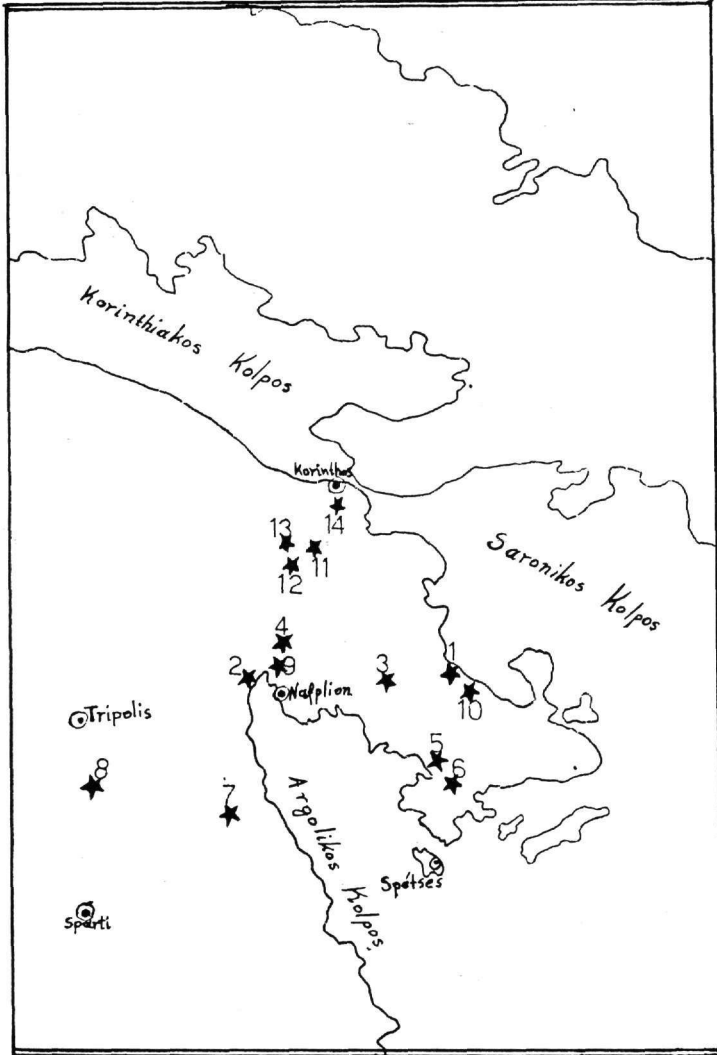 Korinthiakos Kolpos
Korinthos
14
13
11
12
Saronikos Kolpos
4
1
2
9
3
Nafplion
10
Tripolis
5
8
6
7
Argolikos Kolpos
Spétses
Sparti